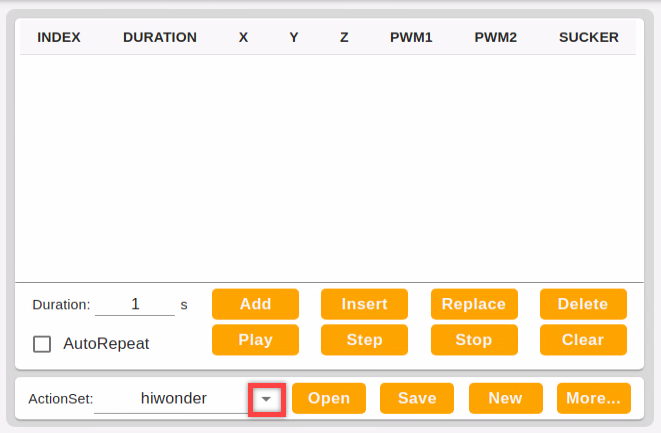 INDEX DURATION X Y Z PWM1 PWM2 SUCKER
Duration: 1 s Add Insert Replace Delete
AutoRepeat Play Step Stop Clear
ActionSet: hiwonder Open Save New More...